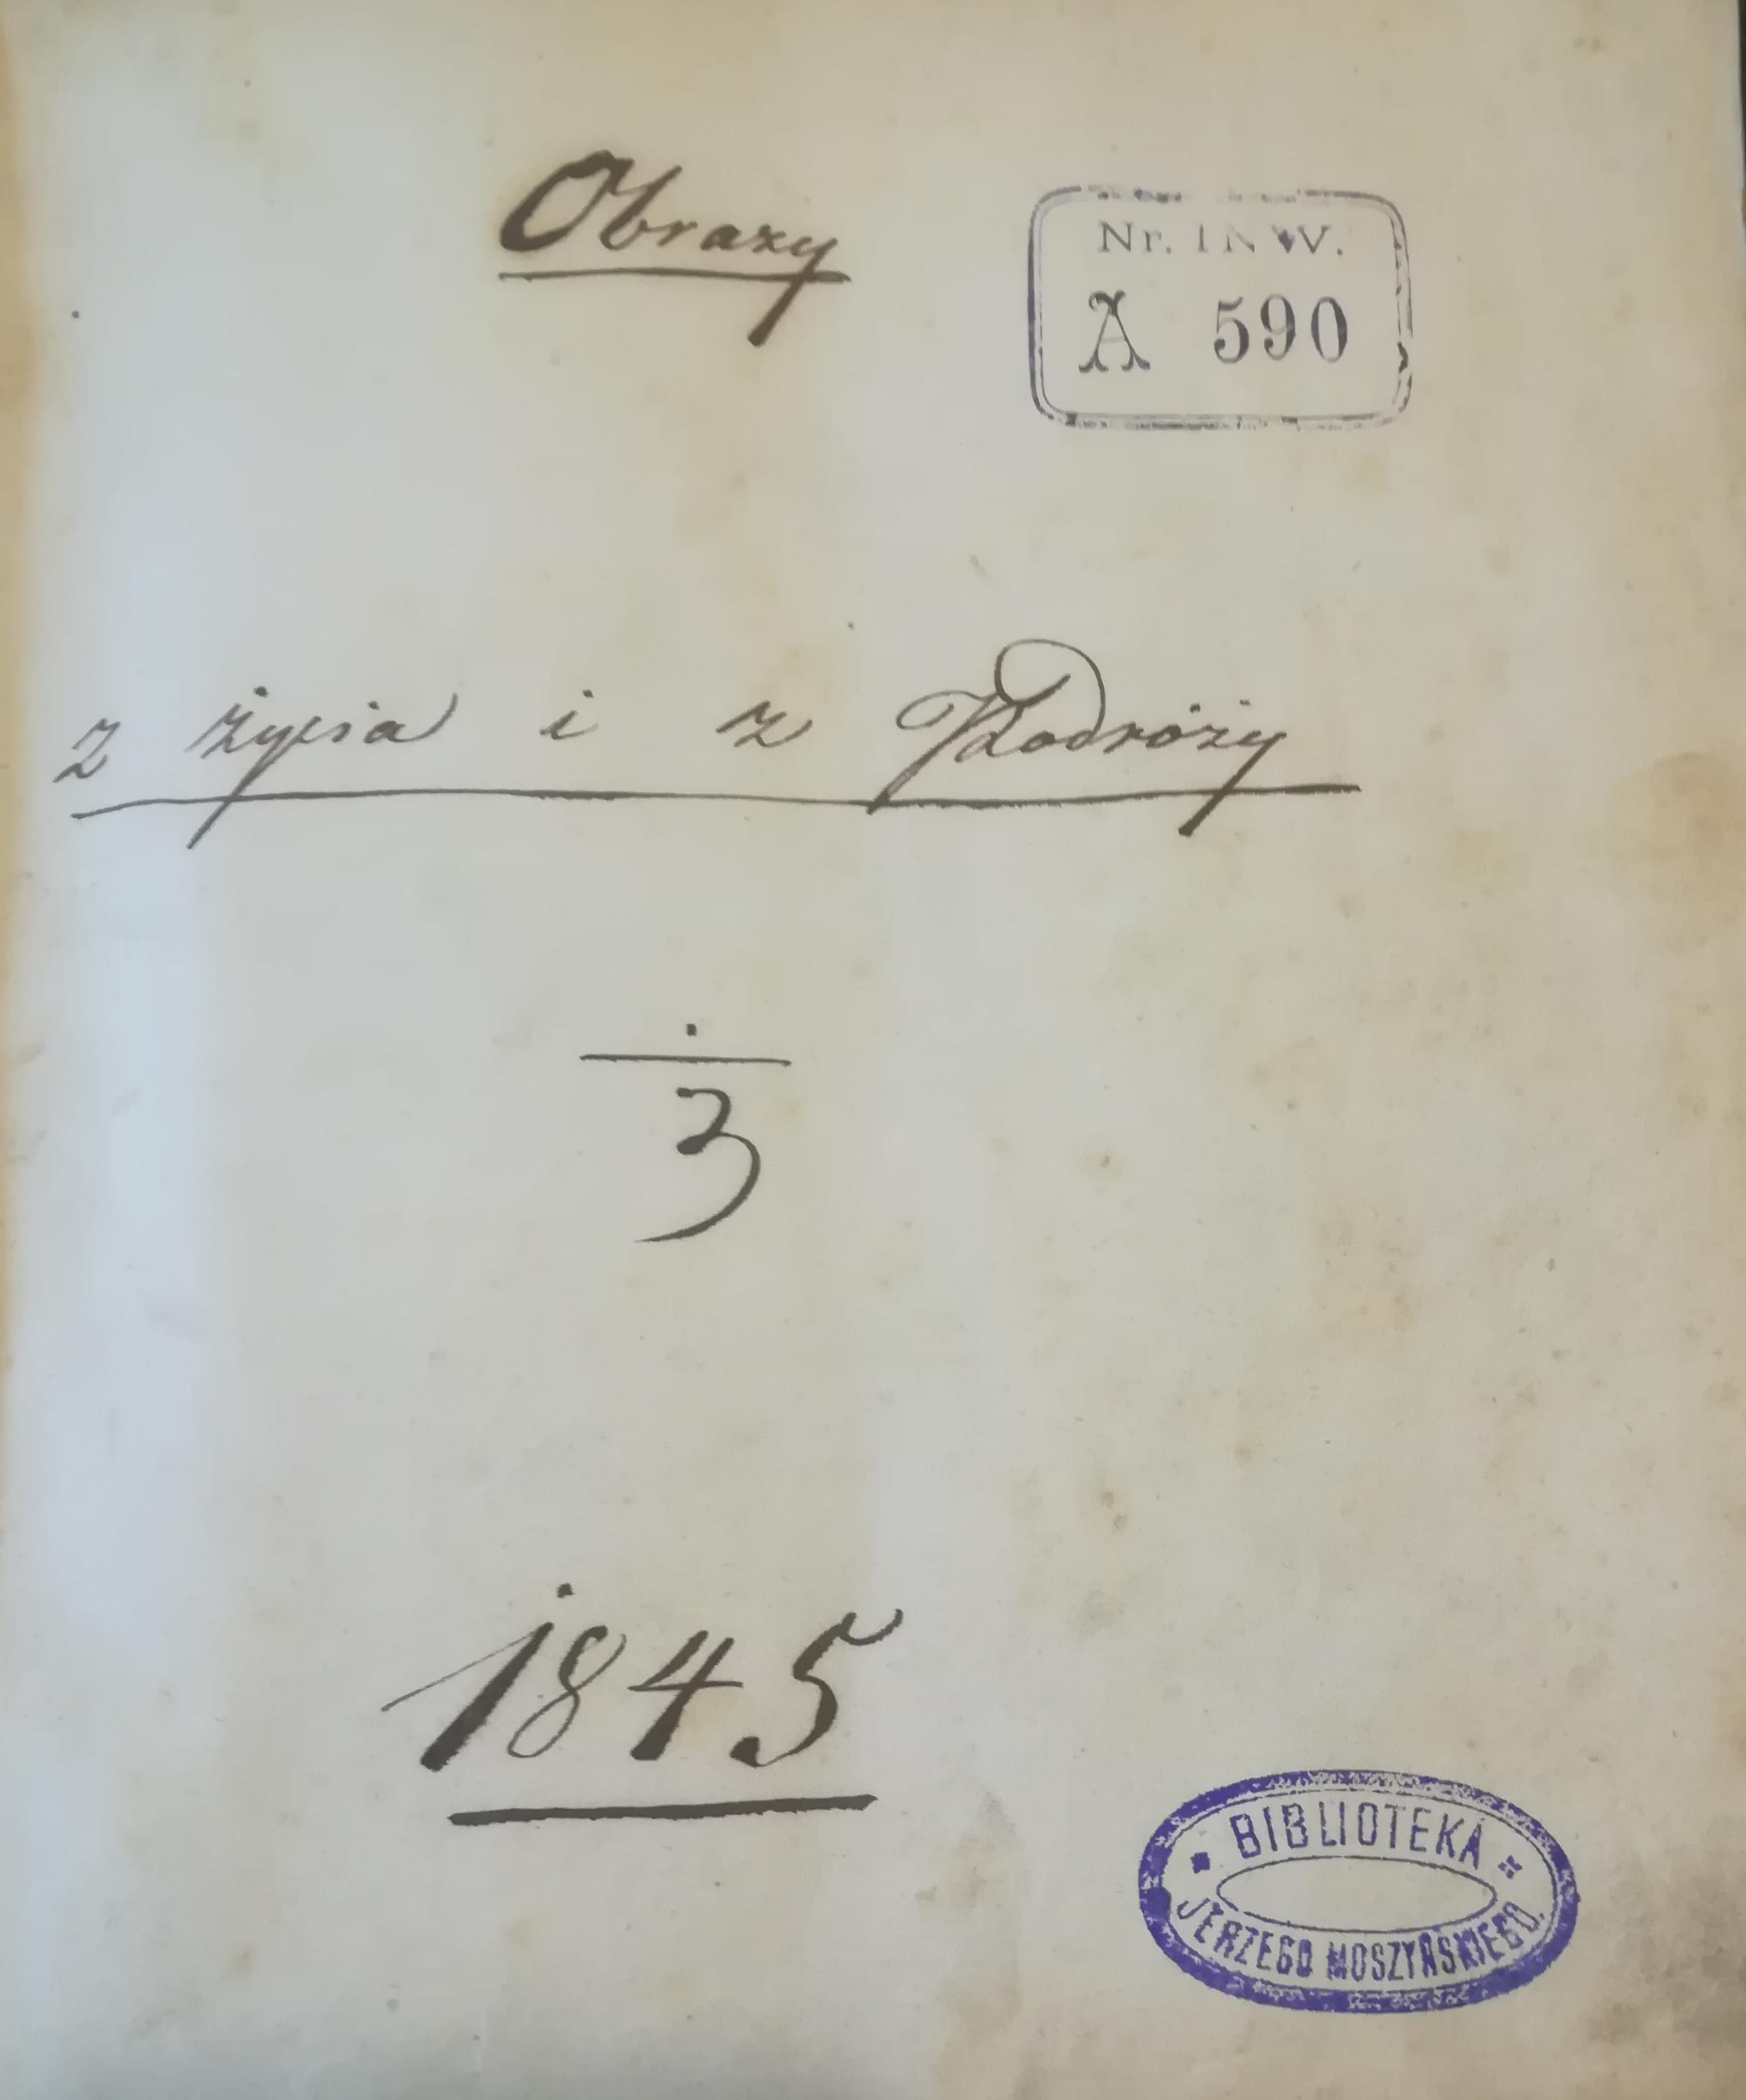 Obrazy
Nr. INW.
A 590
z życia i z Podróży
3
1845
BIBLIOTEKA
JERZEGO MOSZYŃSKIEGO.